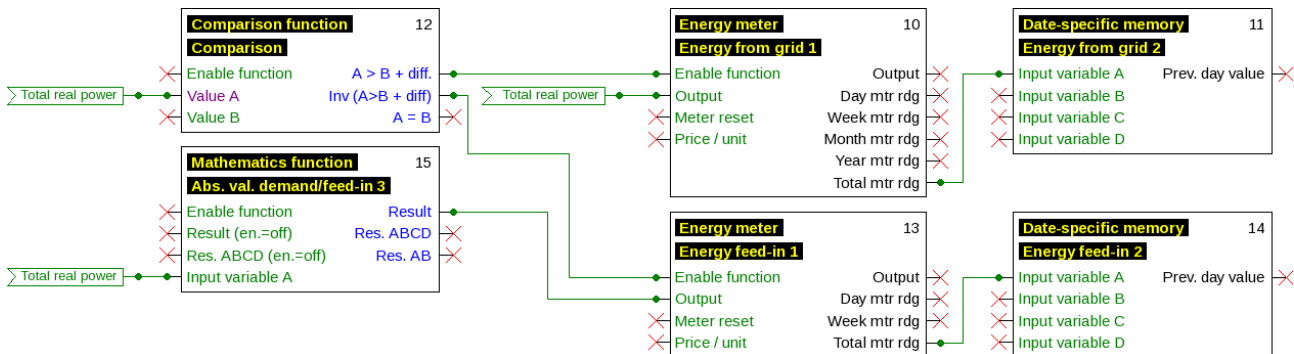 Comparison function 12
Comparison
Enable function A > B + diff.
Total real power Value A Inv (A>B + diff)
Value B A = B
Energy meter 10
Energy from grid 1
Enable function Output
Total real power Output Day mtr rdg
Meter reset Week mtr rdg
Price / unit Month mtr rdg
Year mtr rdg
Total mtr rdg
Date-specific memory 11
Energy from grid 2
Input variable A Prev. day value
Input variable B
Input variable C
Input variable D
Mathematics function 15
Abs. val. demand/feed-in 3
Enable function Result
Result (en.=off) Res. ABCD
Res. ABCD (en.=off) Res. AB
Total real power Input variable A
Energy meter 13
Energy feed-in 1
Enable function Output
Output Day mtr rdg
Meter reset Week mtr rdg
Price / unit Total mtr rdg
Date-specific memory 14
Energy feed-in 2
Input variable A Prev. day value
Input variable B
Input variable C
Input variable D